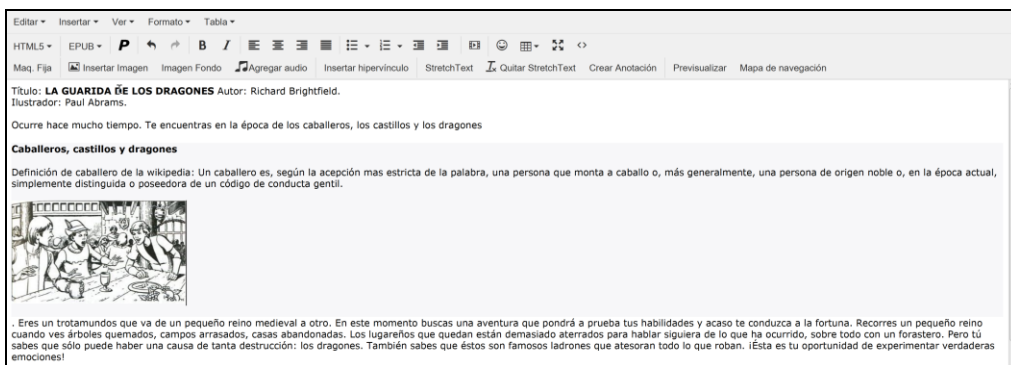 Editar Insertar Ver Formato Tabla
HTML5 EPUB P B I
Maq. Fija Insertar Imagen Imagen Fondo Agregar audio Insertar hipervínculo StretchText Quitar StretchText Crear Anotación Previsualizar Mapa de navegación
Título: LA GUARIDA DE LOS DRAGONES Autor: Richard Brightfield.
Ilustrador: Paul Abrams.
Ocurre hace mucho tiempo. Te encuentras en la época de los caballeros, los castillos y los dragones
Caballeros, castillos y dragones
Definición de caballero de la wikipedia: Un caballero es, según la acepción mas estricta de la palabra, una persona que monta a caballo o, más generalmente, una persona de origen noble o, en la época actual,
simplemente distinguida o poseedora de un código de conducta gentil.
. Eres un trotamundos que va de un pequeño reino medieval a otro. En este momento buscas una aventura que pondrá a prueba tus habilidades y acaso te conduzca a la fortuna. Recorres un pequeño reino
cuando ves árboles quemados, campos arrasados, casas abandonadas. Los lugareños que quedan están demasiado aterrados para hablar siguiera de lo que ha ocurrido, sobre todo con un forastero. Pero tú
sabes que sólo puede haber una causa de tanta destrucción: los dragones. También sabes que éstos son famosos ladrones que atesoran todo lo que roban. ¡Ésta es tu oportunidad de experimentar verdaderas
emociones!